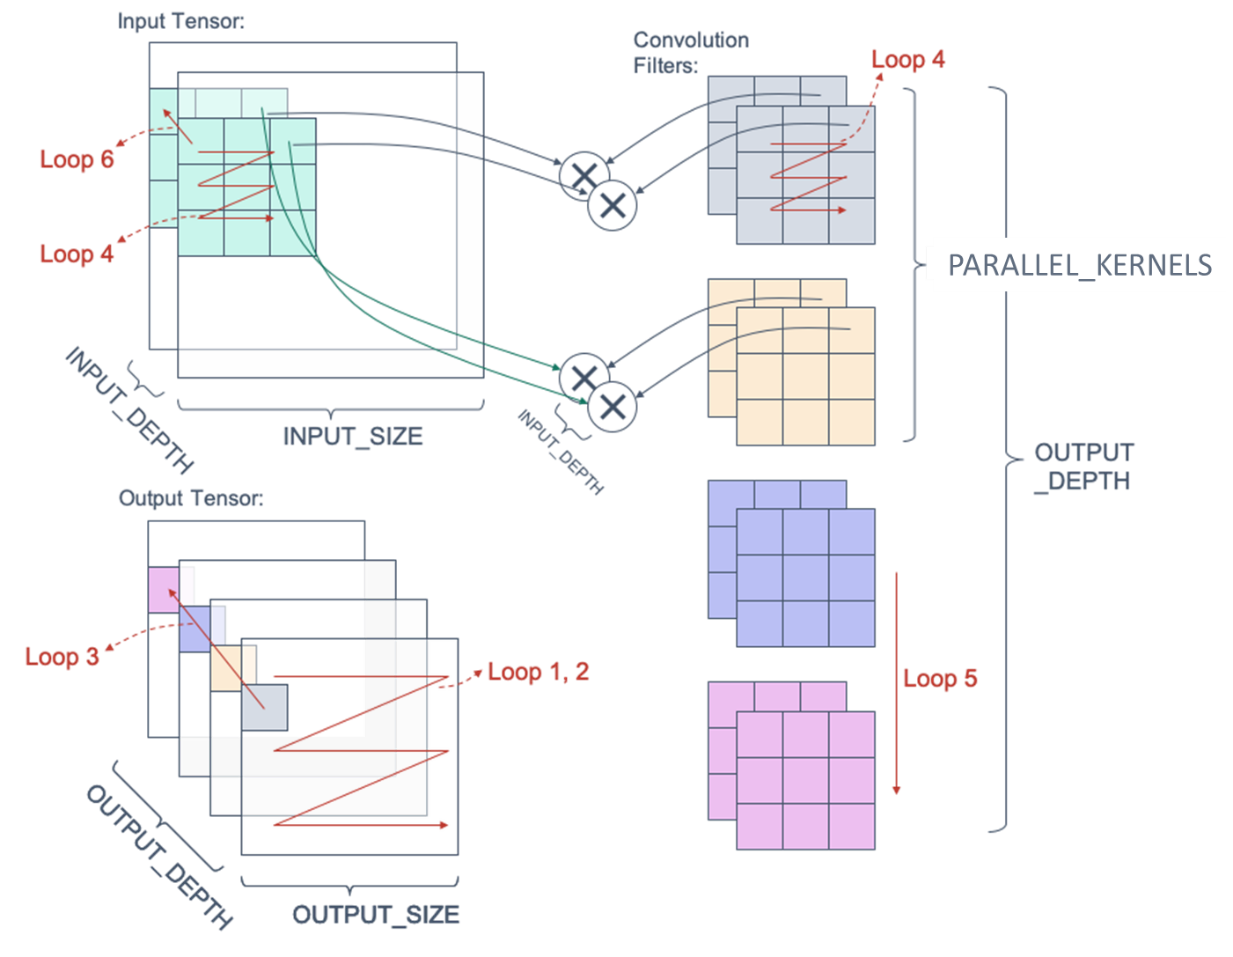 Input Tensor:
Convolution
Filters:
Loop 4
Loop 6
Loop 4
PARALLEL_KERNELS
INPUT_DEPTH
INPUT_SIZE
INPUT_DEPTH
OUTPUT
_DEPTH
Output Tensor:
Loop 3
Loop 1, 2
Loop 5
OUTPUT_DEPTH
OUTPUT_SIZE